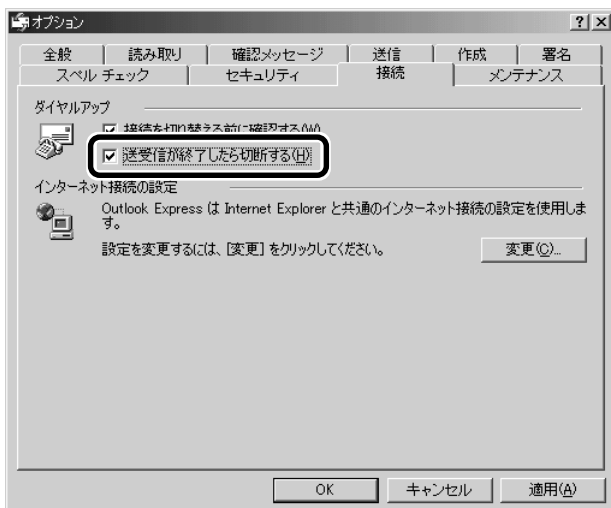 オプション
全般 読み取り 確認メッセージ 送信 作成 署名
スペル チェック セキュリティ 接続 メンテナンス
ダイヤルアップ
接続を切り替える前に確認する(W)
送受信が終了したら切断する(H)
インターネット接続の設定
Outlook Express は Internet Explorer と共通のインターネット接続の設定を使用しま
す。
設定を変更するには、[変更] をクリックしてください。
変更(C)...
OK キャンセル 適用(A)